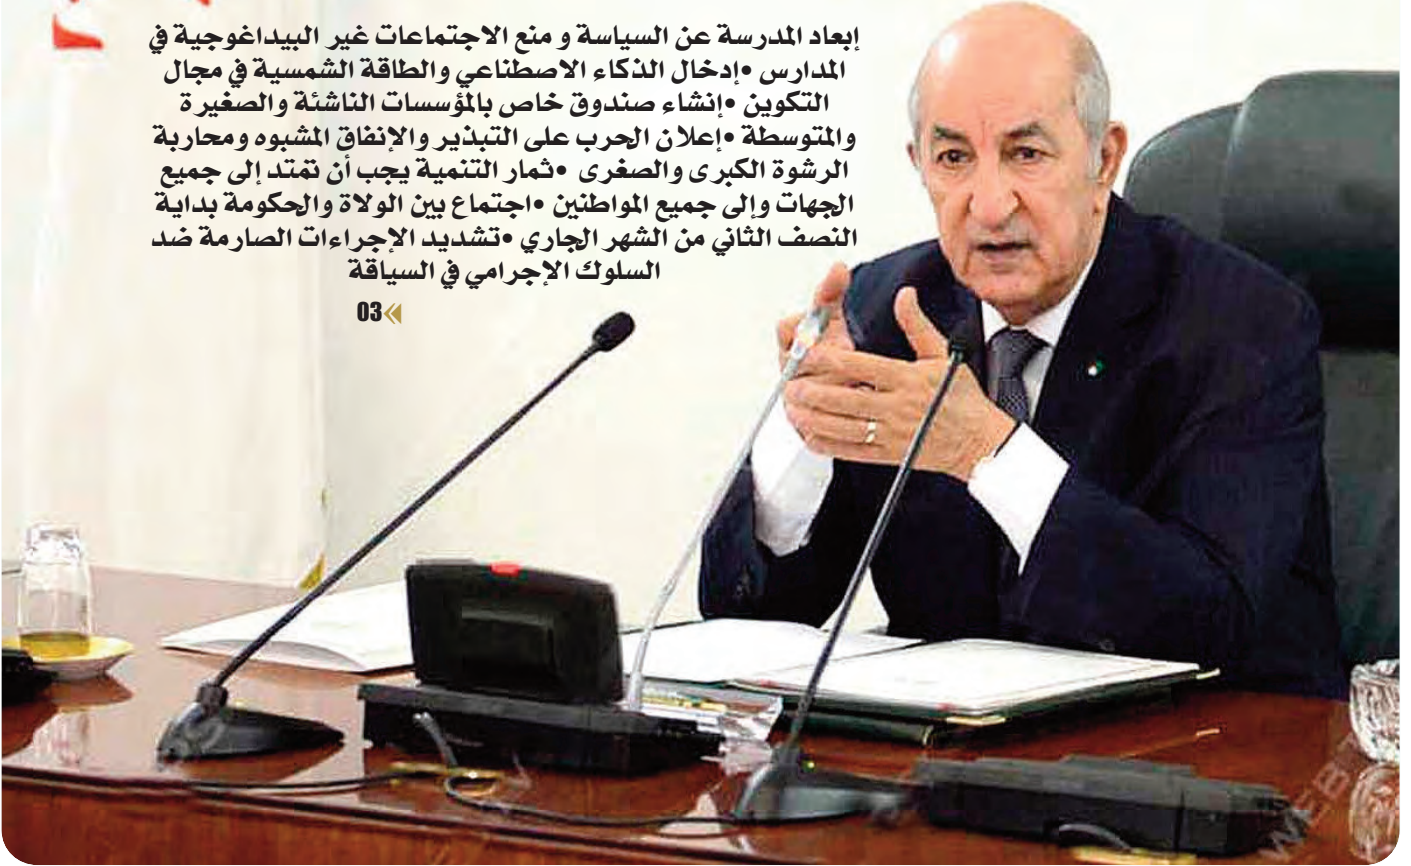 إبعاد المدرسة عن السياسة و منع الاجتماعات غير البيداغوجية في
المدارس •إدخال الذكاء الاصطناعي والطاقة الشمسية في مجال
التكوين •إنشاء صندوق خاص بالمؤسسات الناشئة والصغيرة
والمتوسطة •إعلان الحرب على التبذير والإنفاق المشبوه ومحاربة
الرشوة الكبرى والصغرى •ثمار التنمية يجب أن تمتد إلى جميع
الجهات وإلى جميع المواطنين •اجتماع بين الولاة والحكومة بداية
النصف الثاني من الشهر الجاري •تشديد الإجراءات الصارمة ضد
السلوك الإجرامي في السياقة
03
WEB